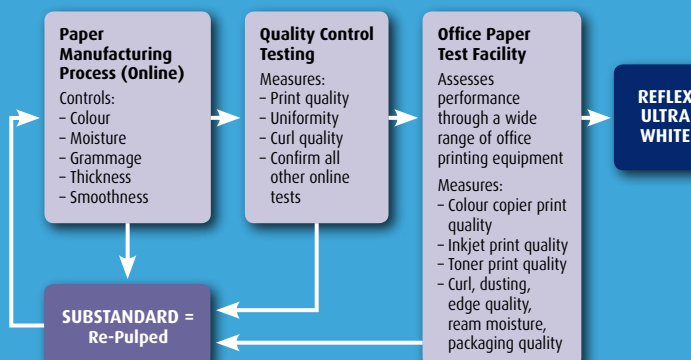 Paper
Manufacturing
Process (Online)
Controls:
– Colour
– Moisture
– Grammage
– Thickness
– Smoothness
Quality Control
Testing
Measures:
– Print quality
– Uniformity
– Curl quality
– Confirm all
other online
tests
Office Paper
Test Facility
Assesses
performance
through a wide
range of office
printing equipment
Measures:
– Colour copier print
quality
– Inkjet print quality
– Toner print quality
– Curl, dusting,
edge quality,
ream moisture,
packaging quality
REFLEX
ULTRA
WHITE
SUBSTANDARD =
Re-Pulped